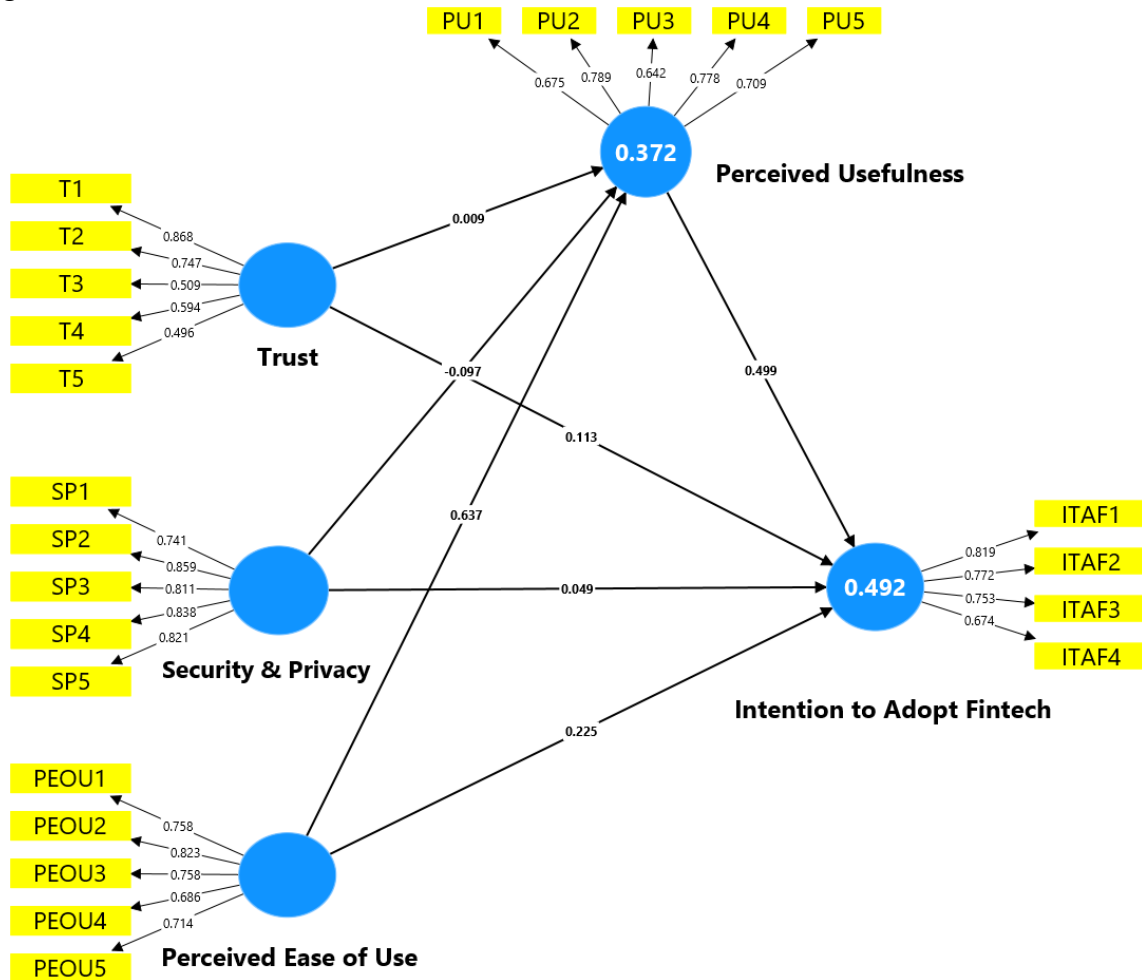 PU1 PU2 PU3 PU4 PU5
0.675 0.789 0.642 0.778 0.709
0.372
Perceived Usefulness
T1
T2
T3
T4
T5
0.868
0.747
0.509
0.594
0.496
Trust
0.009
-0.097
0.499
0.113
0.637
SP1
SP2
SP3
SP4
SP5
0.741
0.859
0.811
0.838
0.821
Security & Privacy
0.049
0.492
0.819
0.772
0.753
0.674
ITAF1
ITAF2
ITAF3
ITAF4
Intention to Adopt Fintech
0.225
PEOU1
PEOU2
PEOU3
PEOU4
PEOU5
0.758
0.823
0.758
0.686
0.714
Perceived Ease of Use